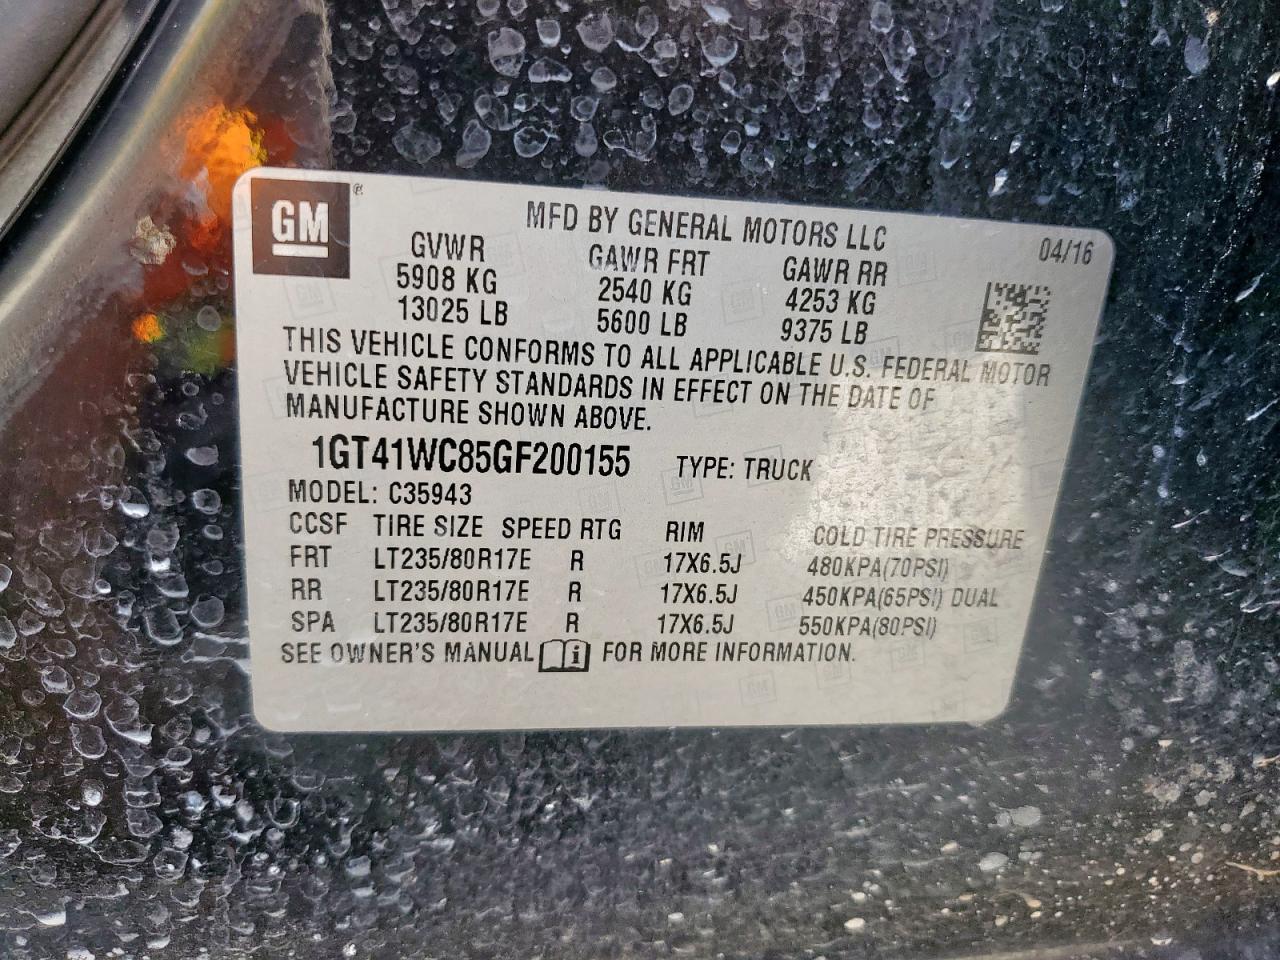 GM ®
MFD BY GENERAL MOTORS LLC
04/16
GVWR GAWR FRT GAWR RR
5908 KG 2540 KG 4253 KG
13025 LB 5600 LB 9375 LB
THIS VEHICLE CONFORMS TO ALL APPLICABLE U.S. FEDERAL MOTOR
VEHICLE SAFETY STANDARDS IN EFFECT ON THE DATE OF
MANUFACTURE SHOWN ABOVE.
1GT41WC85GF200155 TYPE: TRUCK
MODEL: C35943
CCSF TIRE SIZE SPEED RTG RIM COLD TIRE PRESSURE
FRT LT235/80R17E R 17X6.5J 480KPA(70PSI)
RR LT235/80R17E R 17X6.5J 450KPA(65PSI) DUAL
SPA LT235/80R17E R 17X6.5J 550KPA(80PSI)
SEE OWNER'S MANUAL i FOR MORE INFORMATION.